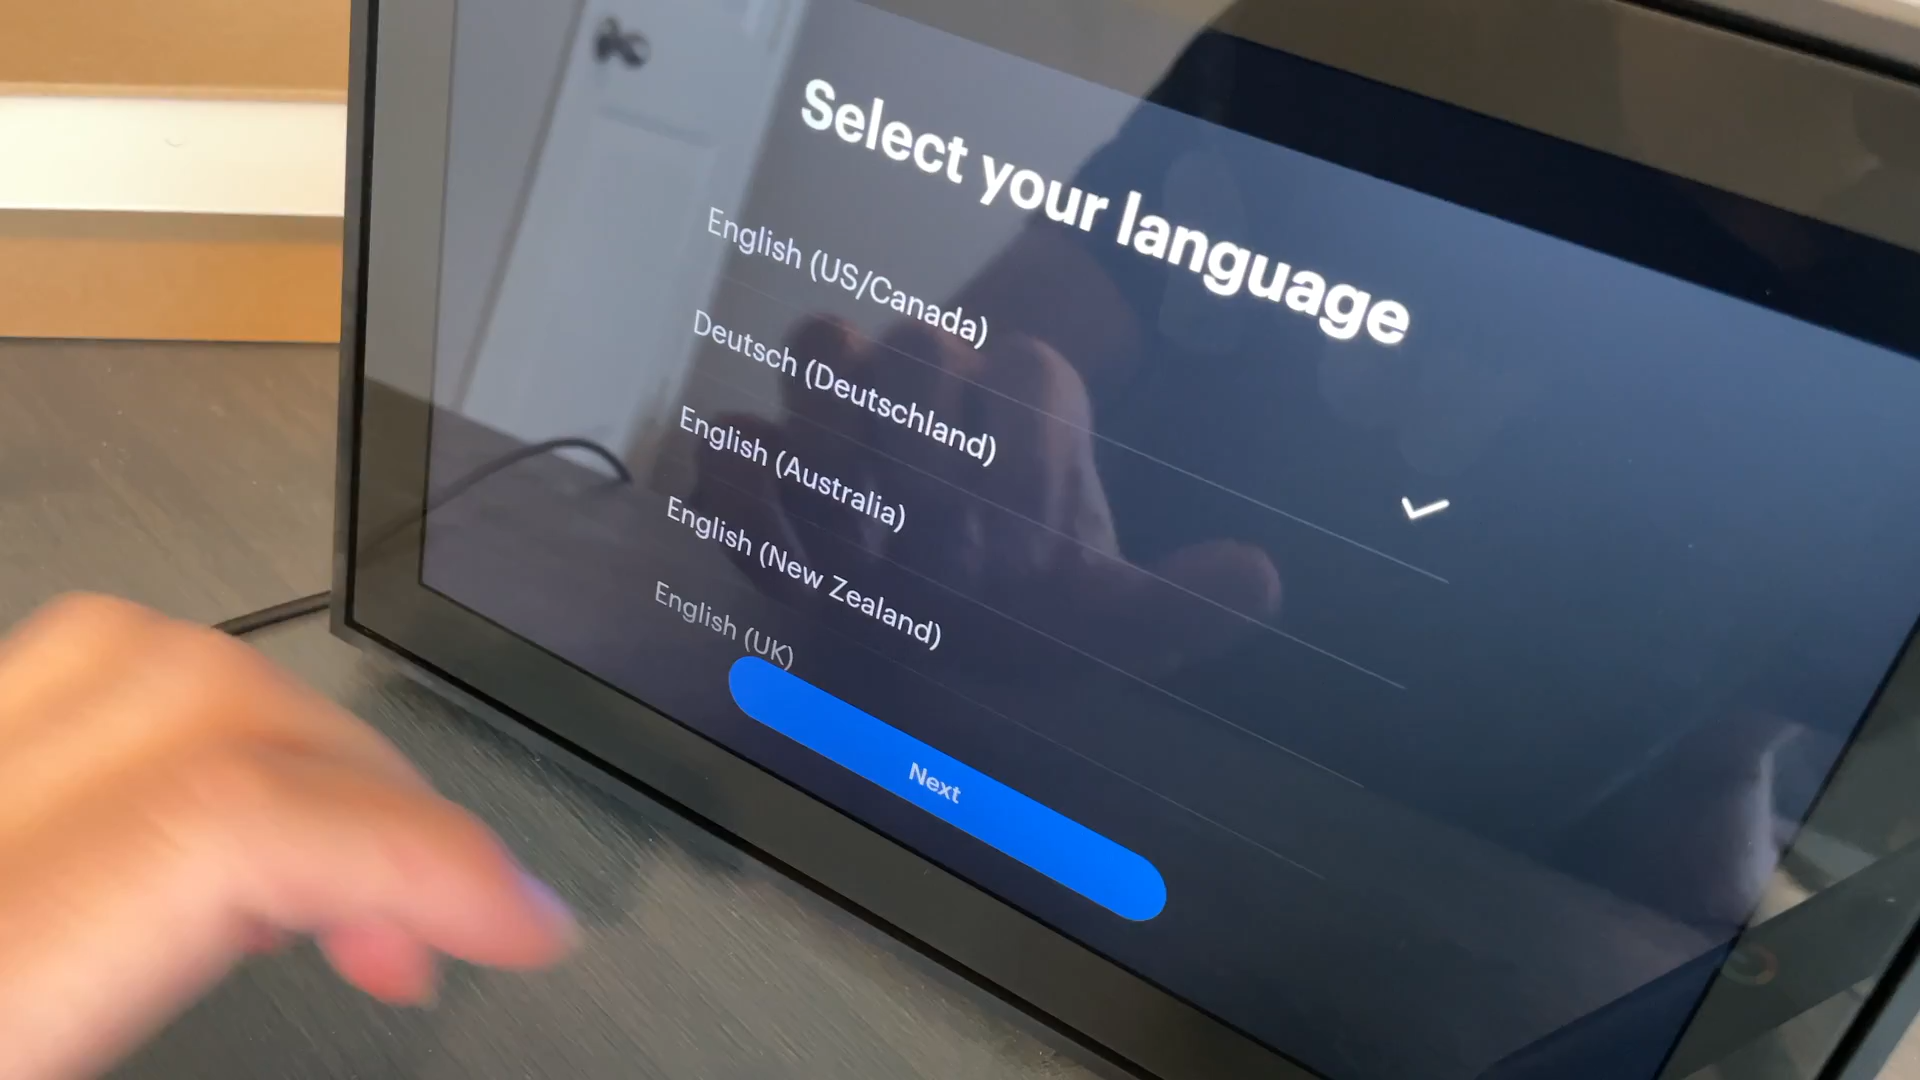 Select your language
English (US/Canada)
Deutsch (Deutschland)
English (Australia)
English (New Zealand)
English (UK)
Next